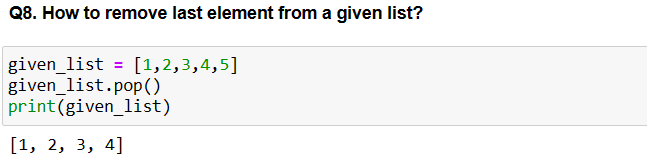 Q8. How to remove last element from a given list?
given_list = [1,2,3,4,5]
given_list.pop()
print(given_list)
[1, 2, 3, 4]